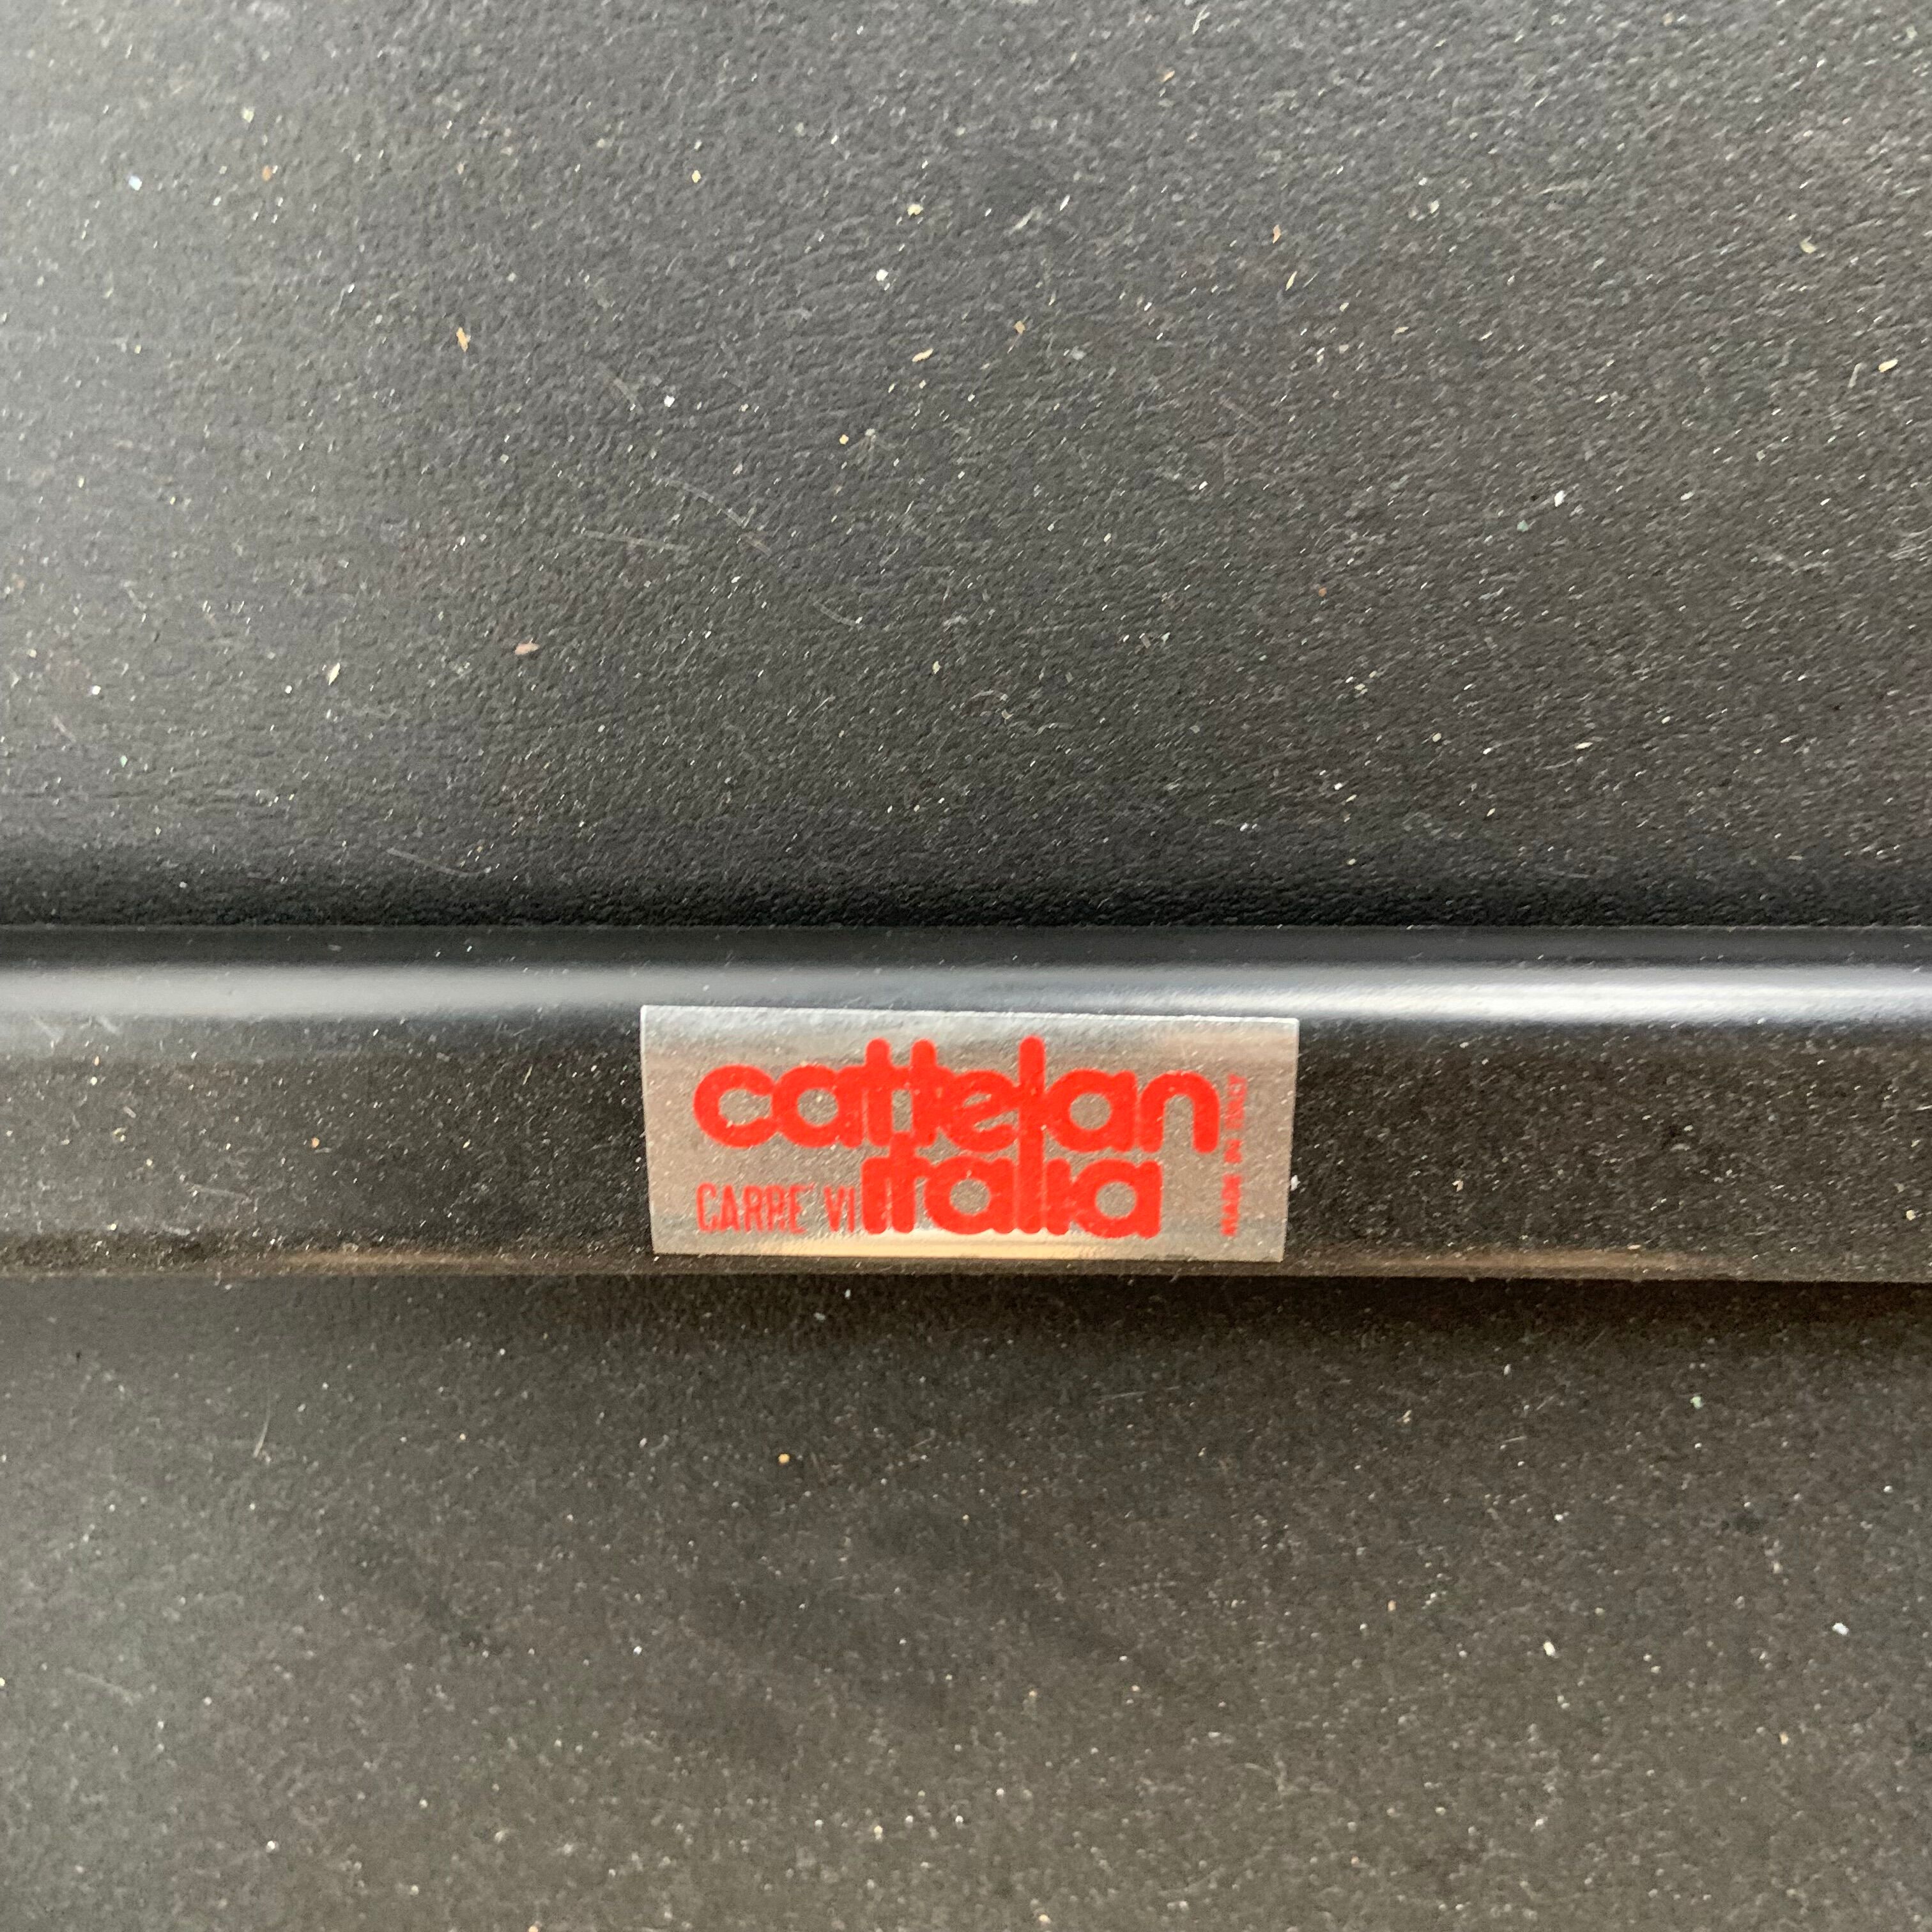 cattelan
italia
CARRE' VI
MADE IN ITALY